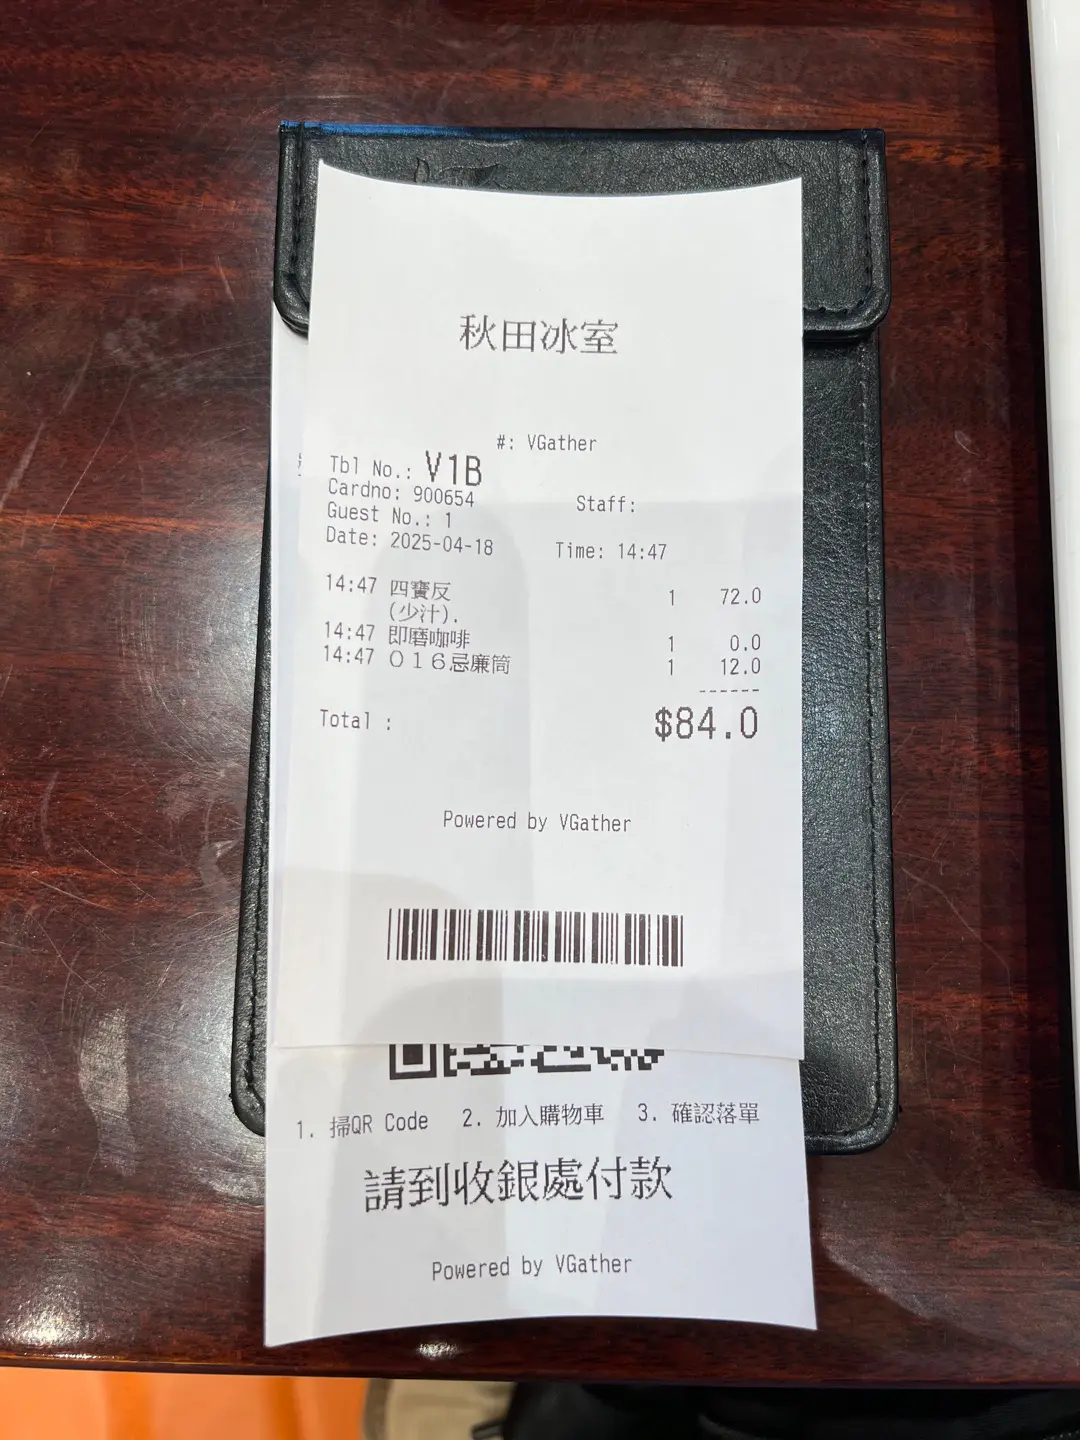 秋田冰室
#: VGather
Tbl No.: V1B
Cardno: 900654 Staff:
Guest No.: 1
Date: 2025-04-18 Time: 14:47
14:47 四寶反 1 72.0
(少汁).
14:47 即磨咖啡 1 0.0
14:47 O16忌廉筒 1 12.0
------
Total : $84.0
Powered by VGather
1. 掃QR Code 2. 加入購物車 3. 確認落單
請到收銀處付款
Powered by VGather